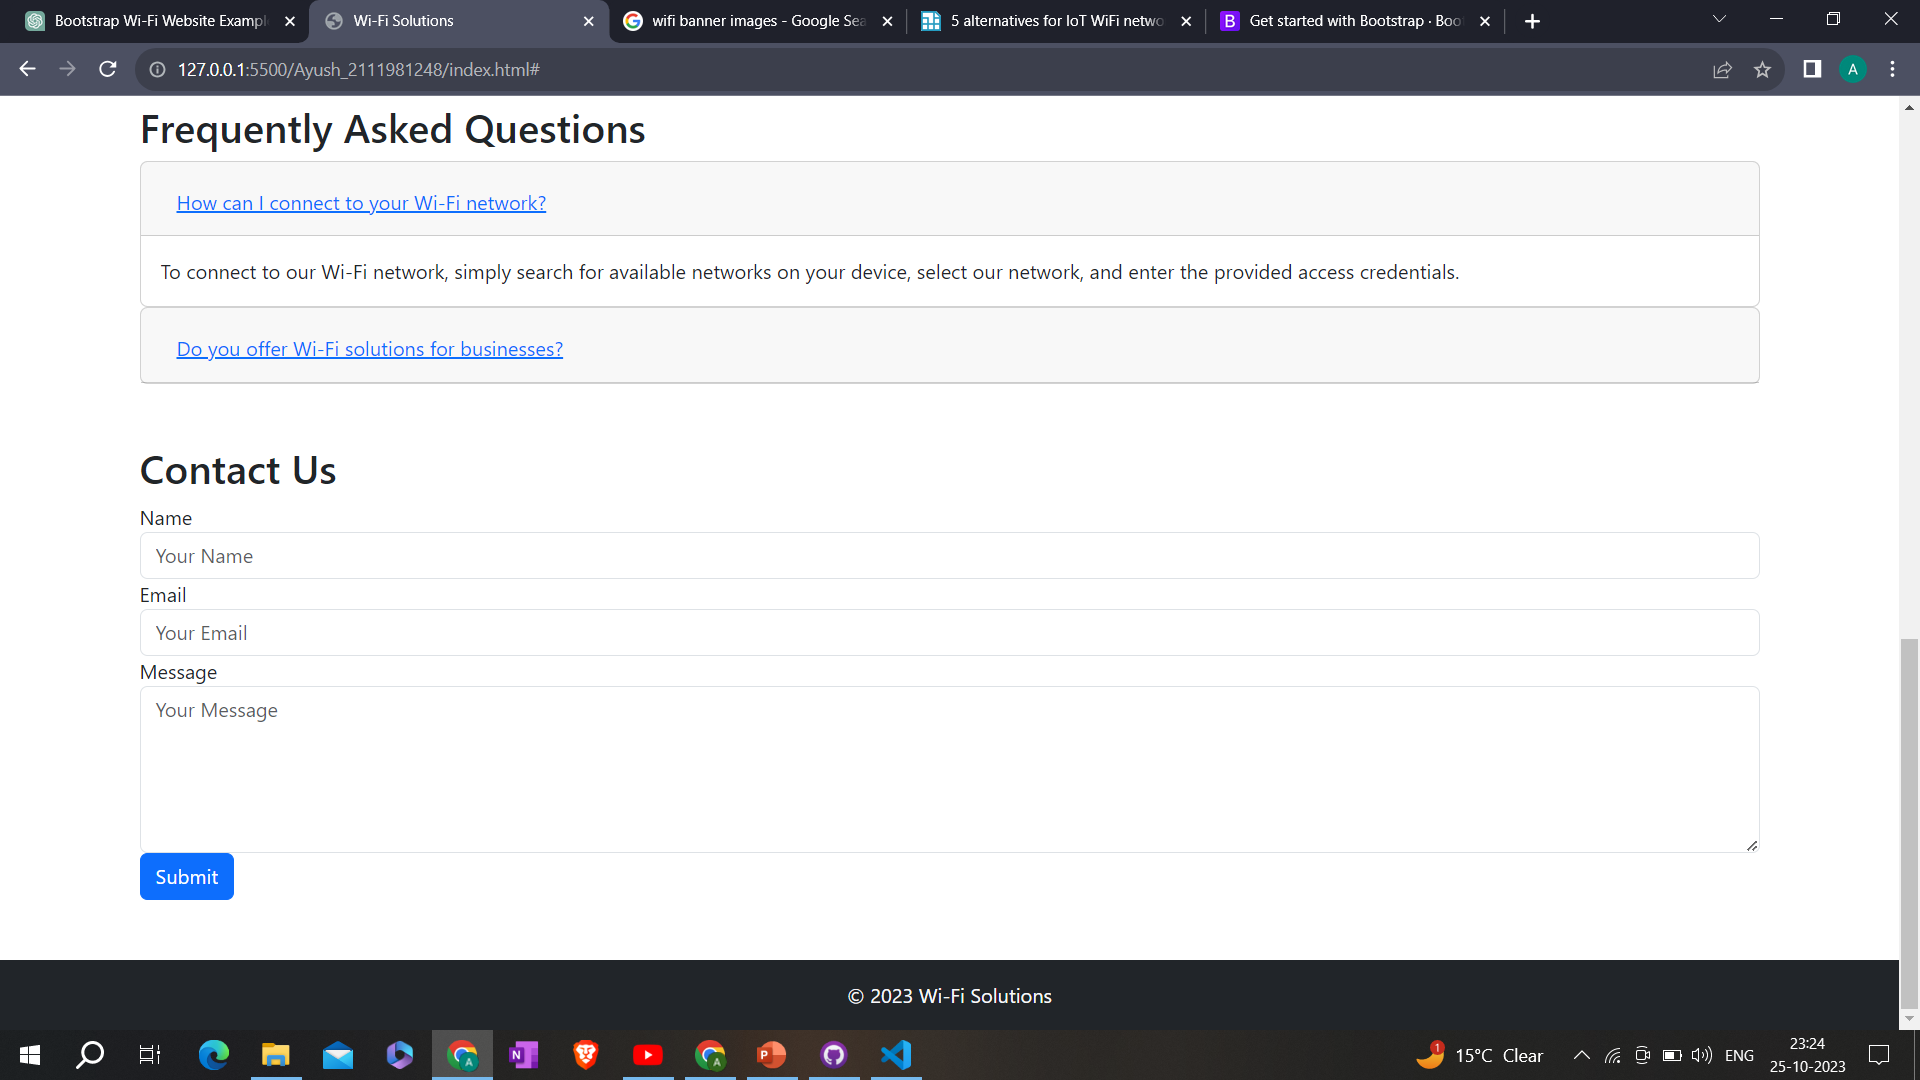 Bootstrap Wi-Fi Website Exampl
Wi-Fi Solutions
wifi banner images - Google Sea
5 alternatives for IoT WiFi netwo
B
Get started with Bootstrap · Boot
127.0.0.1:5500/Ayush_2111981248/index.html#
A
Frequently Asked Questions
How can I connect to your Wi-Fi network?
To connect to our Wi-Fi network, simply search for available networks on your device, select our network, and enter the provided access credentials.
Do you offer Wi-Fi solutions for businesses?
Contact Us
Name
Your Name
Email
Your Email
Message
Your Message
Submit
© 2023 Wi-Fi Solutions
A
N
A
P
1
15°C Clear
ENG
23:24
25-10-2023